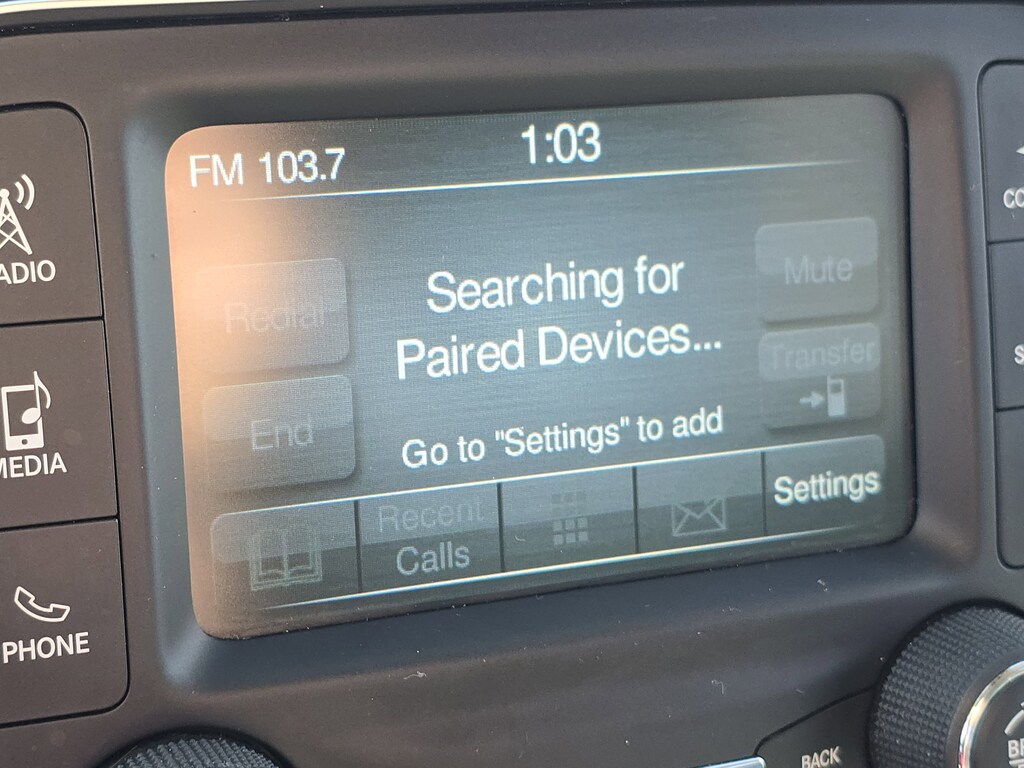 FM 103.7
1:03
Redial
Searching for
Paired Devices...
Mute
Transfer
End
Go to "Settings" to add
Recent
Calls
Settings
ADIO
MEDIA
PHONE
BACK